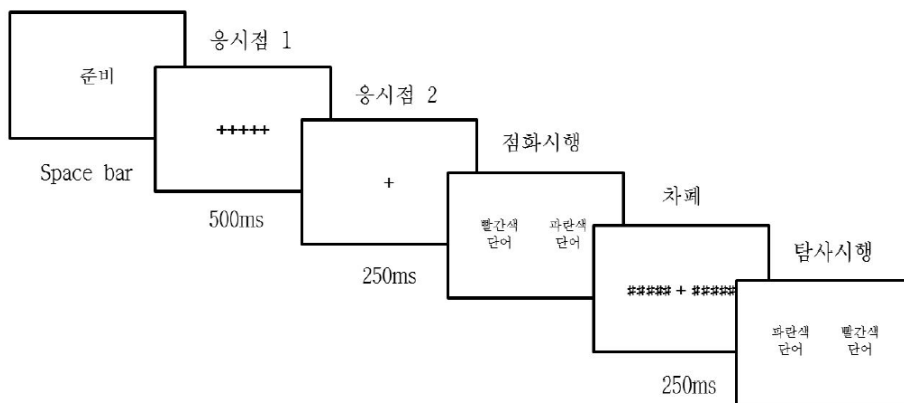 준비
Space bar
응시점 1
+++++
500ms
응시점 2
+
250ms
점화시행
빨간색 파란색
단어 단어
차폐
##### + #####
250ms
탐사시행
파란색 빨간색
단어 단어